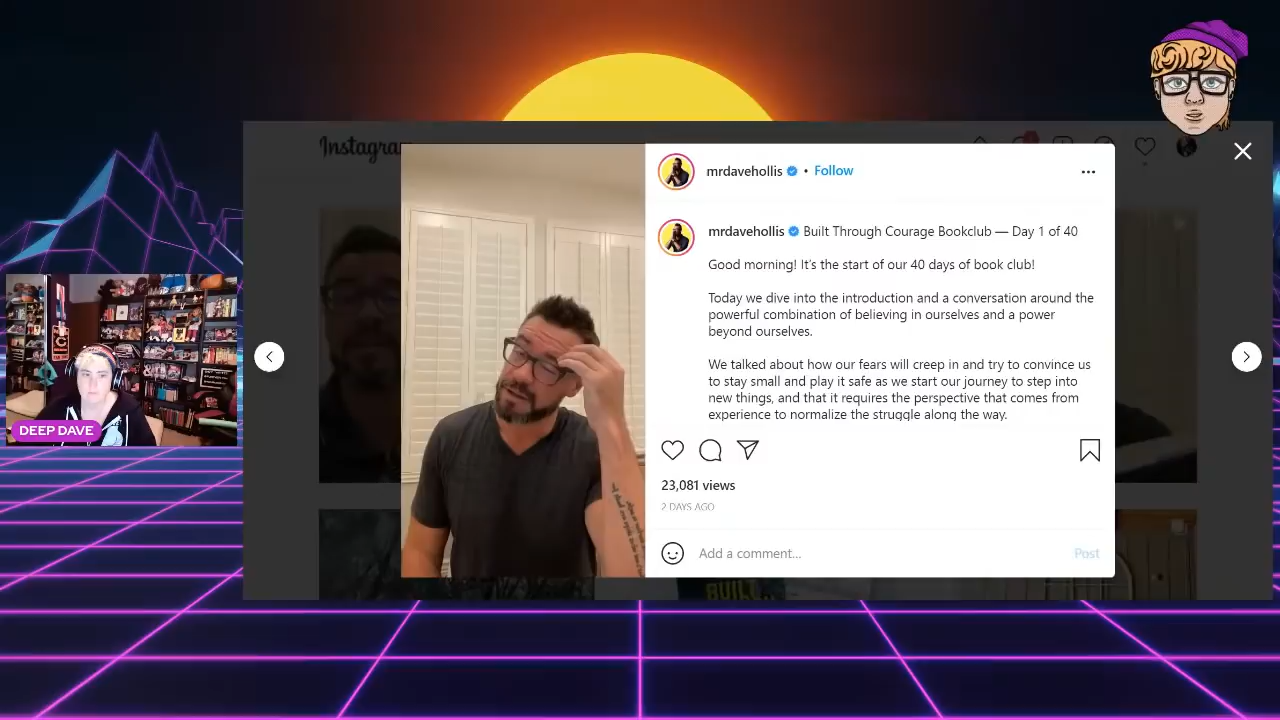 Instagra
mrdavehollis • Follow
mrdavehollis Built Through Courage Bookclub — Day 1 of 40
Good morning! It's the start of our 40 days of book club!
Today we dive into the introduction and a conversation around the
powerful combination of believing in ourselves and a power
beyond ourselves.
We talked about how our fears will creep in and try to convince us
to stay small and play it safe as we start our journey to step into
new things, and that it requires the perspective that comes from
experience to normalize the struggle along the way.
23,081 views
2 DAYS AGO
Add a comment...
Post
DEEP DAVE
BUILT